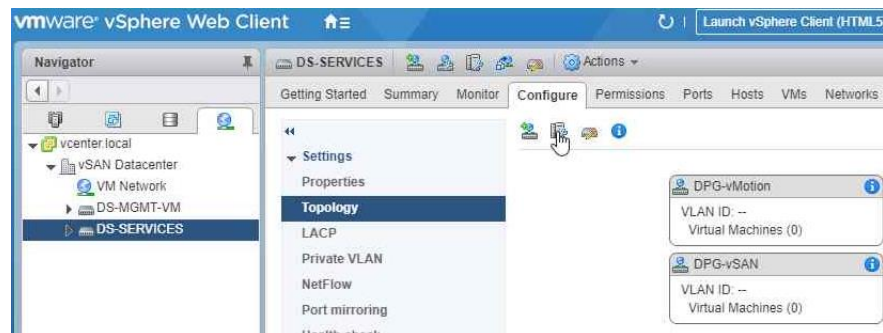 vmware® vSphere Web Client
Launch vSphere Client (HTML5
Navigator
vcenter.local
vSAN Datacenter
VM Network
DS-MGMT-VM
DS-SERVICES
DS-SERVICES
Actions
Getting Started Summary Monitor Configure Permissions Ports Hosts VMs Networks
Settings
Properties
Topology
LACP
Private VLAN
NetFlow
Port mirroring
Health check
DPG-vMotion
VLAN ID: --
Virtual Machines (0)
DPG-vSAN
VLAN ID: --
Virtual Machines (0)